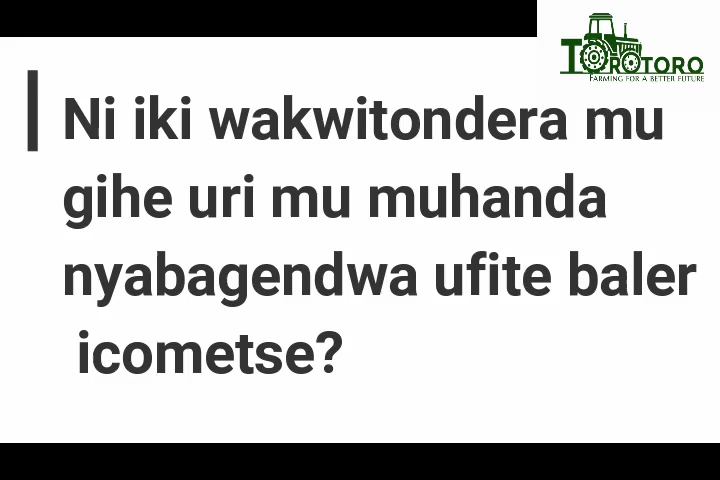 TOROTORO
FARMING FOR A BETTER FUTURE
Ni iki wakwitondera mu
gihe uri mu muhanda
nyabagendwa ufite baler
icometse?